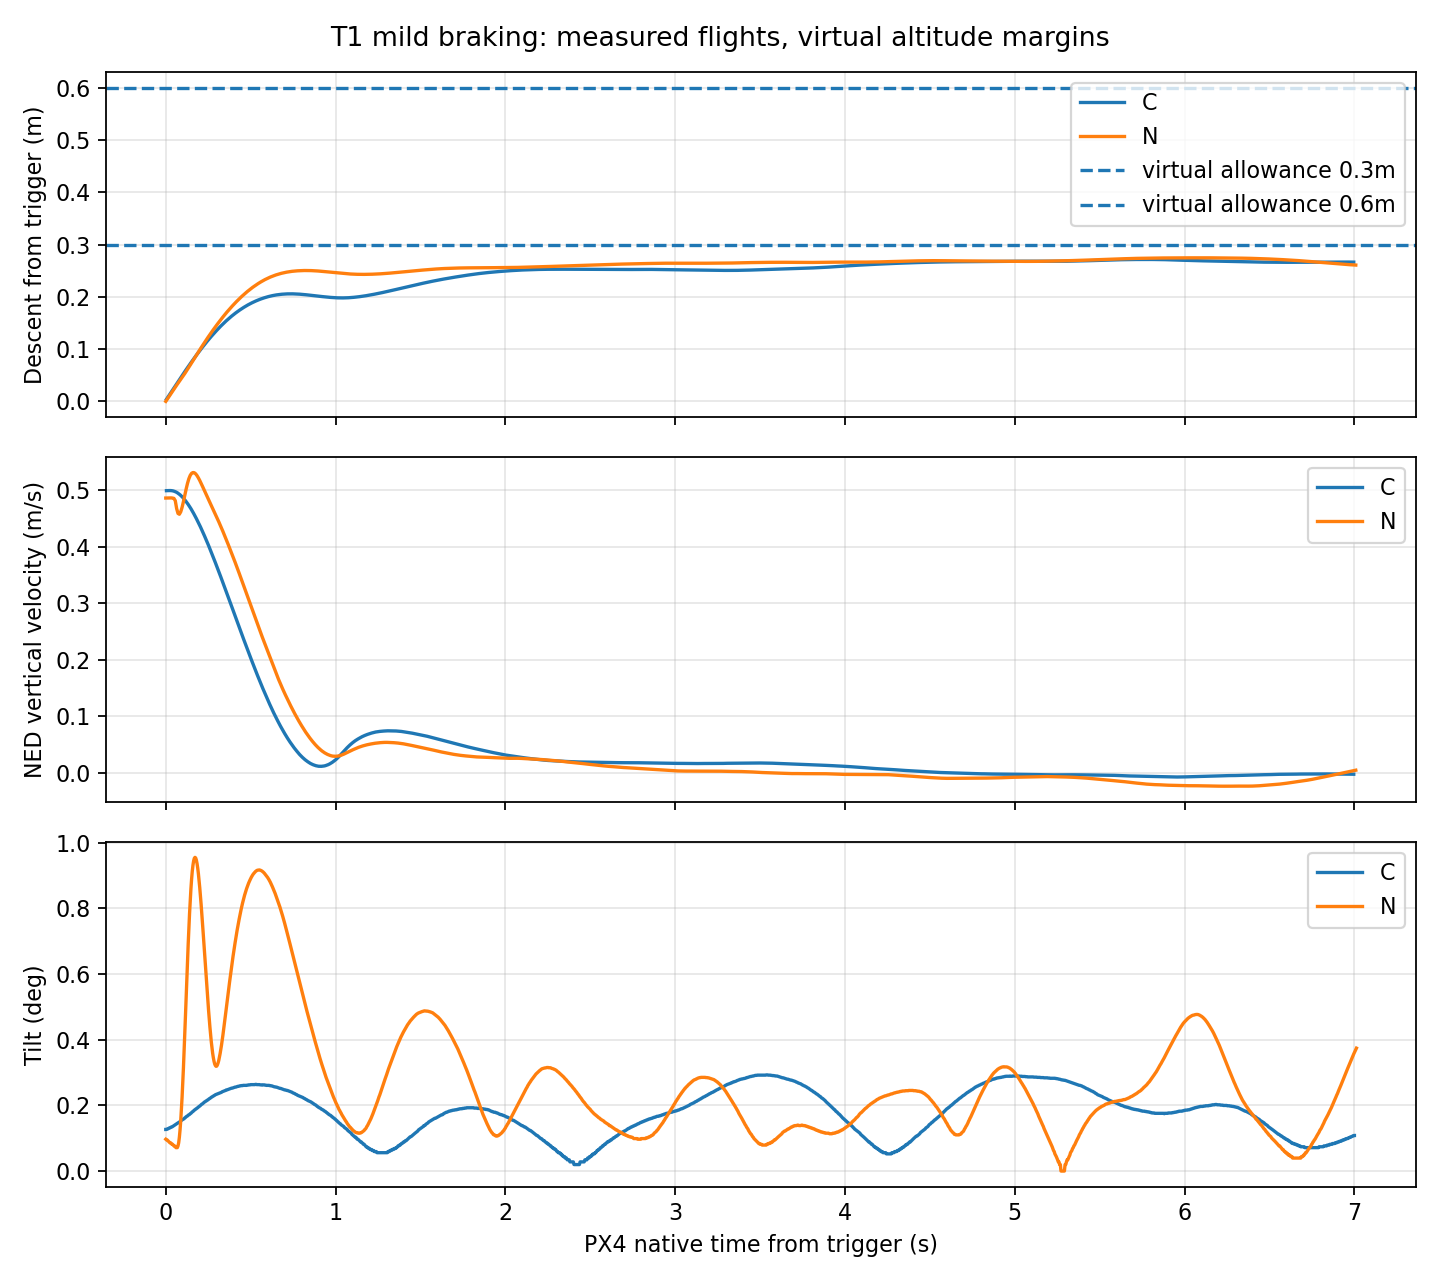 T1 mild braking: measured flights, virtual altitude margins
Descent from trigger (m)
0.6
0.5
0.4
0.3
0.2
0.1
0.0
C
N
virtual allowance 0.3m
virtual allowance 0.6m
NED vertical velocity (m/s)
0.5
0.4
0.3
0.2
0.1
0.0
C
N
Tilt (deg)
1.0
0.8
0.6
0.4
0.2
0.0
C
N
0 1 2 3 4 5 6 7
PX4 native time from trigger (s)